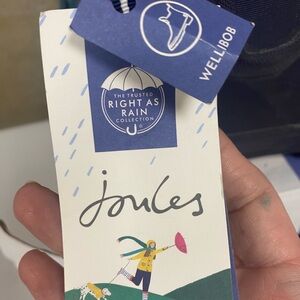 WELLIBOB
THE TRUSTED
RIGHT AS
RAIN
COLLECTION
Joules